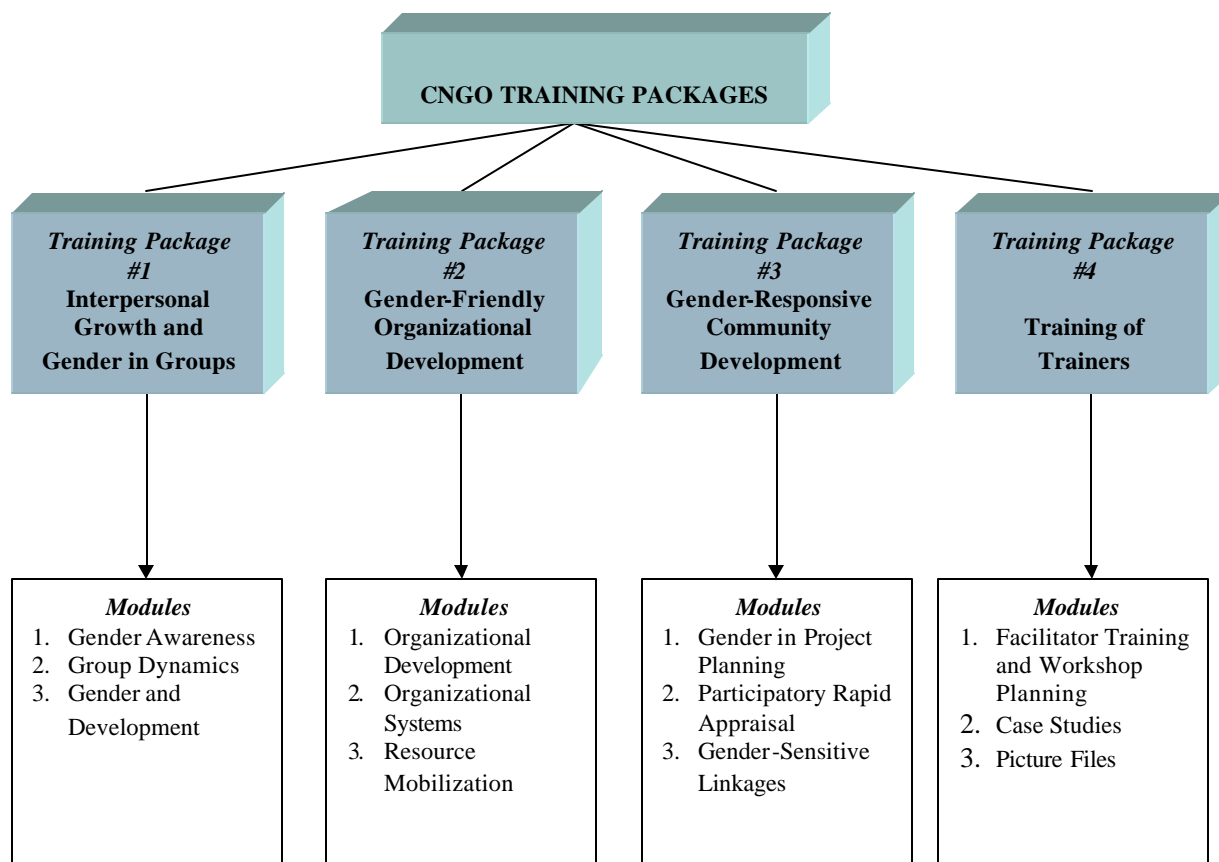 CNGO TRAINING PACKAGES
Training Package
#1
Interpersonal
Growth and
Gender in Groups
Training Package
#2
Gender-Friendly
Organizational
Development
Training Package
#3
Gender-Responsive
Community
Development
Training Package
#4
Training of
Trainers
Modules
1. Gender Awareness
2. Group Dynamics
3. Gender and
Development
Modules
1. Organizational
Development
2. Organizational
Systems
3. Resource
Mobilization
Modules
1. Gender in Project
Planning
2. Participatory Rapid
Appraisal
3. Gender-Sensitive
Linkages
Modules
1. Facilitator Training
and Workshop
Planning
2. Case Studies
3. Picture Files